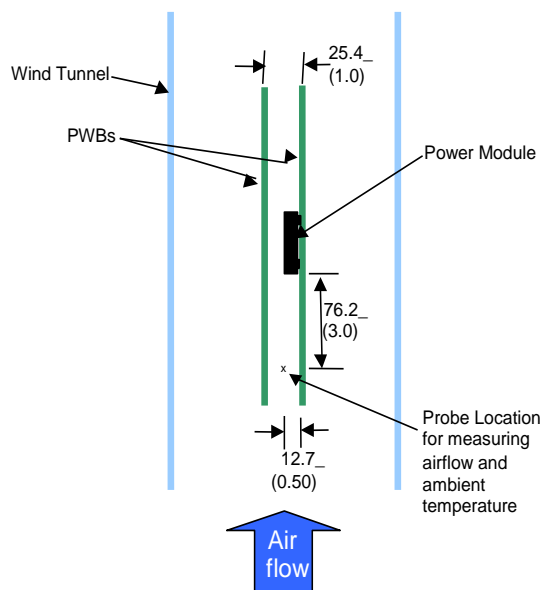 25.4_
(1.0)
Wind Tunnel
PWBs
Power Module
76.2_
(3.0)
x
Probe Location
for measuring
airflow and
ambient
temperature
12.7_
(0.50)
Air
flow